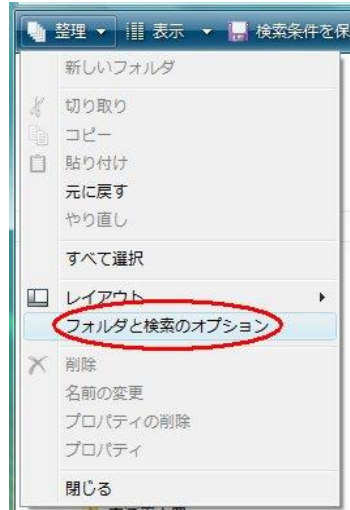 整理 表示 検索条件を保
新しいフォルダ
切り取り
コピー
貼り付け
元に戻す
やり直し
すべて選択
レイアウト
フォルダと検索のオプション
削除
名前の変更
プロパティの削除
プロパティ
閉じる